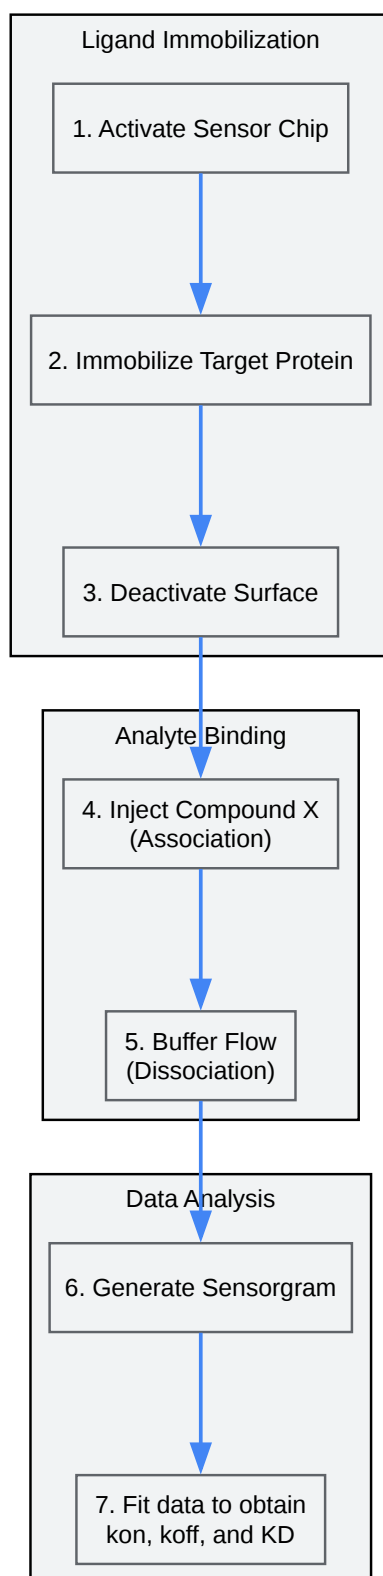 Ligand Immobilization
1. Activate Sensor Chip
2. Immobilize Target Protein
3. Deactivate Surface
Analyte Binding
4. Inject Compound X
(Association)
5. Buffer Flow
(Dissociation)
Data Analysis
6. Generate Sensorgram
7. Fit data to obtain
kon, koff, and KD